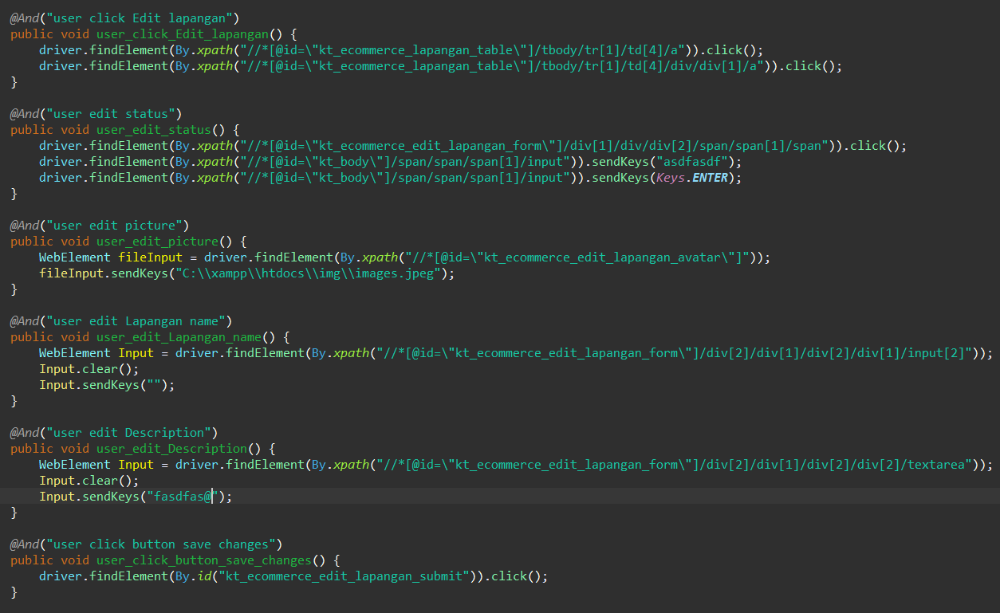 @And("user click Edit lapangan")
public void user_click_Edit_lapangan() {
    driver.findElement(By.xpath("//*[@id=\"kt_ecommerce_lapangan_table\"]/tbody/tr[1]/td[4]/a")).click();
    driver.findElement(By.xpath("//*[@id=\"kt_ecommerce_lapangan_table\"]/tbody/tr[1]/td[4]/div/div[1]/a")).click();
}

@And("user edit status")
public void user_edit_status() {
    driver.findElement(By.xpath("//*[@id=\"kt_ecommerce_edit_lapangan_form\"]/div[1]/div/div[2]/span/span[1]/span")).click();
    driver.findElement(By.xpath("//*[@id=\"kt_body\"]/span/span/span[1]/input")).sendKeys("asdfasdf");
    driver.findElement(By.xpath("//*[@id=\"kt_body\"]/span/span/span[1]/input")).sendKeys(Keys.ENTER);
}

@And("user edit picture")
public void user_edit_picture() {
    WebElement fileInput = driver.findElement(By.xpath("//*[@id=\"kt_ecommerce_edit_lapangan_avatar\"]"));
    fileInput.sendKeys("C:\\xampp\\htdocs\\img\\images.jpeg");
}

@And("user edit Lapangan name")
public void user_edit_Lapangan_name() {
    WebElement Input = driver.findElement(By.xpath("//*[@id=\"kt_ecommerce_edit_lapangan_form\"]/div[2]/div[1]/div[2]/div[1]/input[2]"));
    Input.clear();
    Input.sendKeys("");
}

@And("user edit Description")
public void user_edit_Description() {
    WebElement Input = driver.findElement(By.xpath("//*[@id=\"kt_ecommerce_edit_lapangan_form\"]/div[2]/div[1]/div[2]/div[2]/textarea"));
    Input.clear();
    Input.sendKeys("fasdfas@");
}

@And("user click button save changes")
public void user_click_button_save_changes() {
    driver.findElement(By.id("kt_ecommerce_edit_lapangan_submit")).click();
}